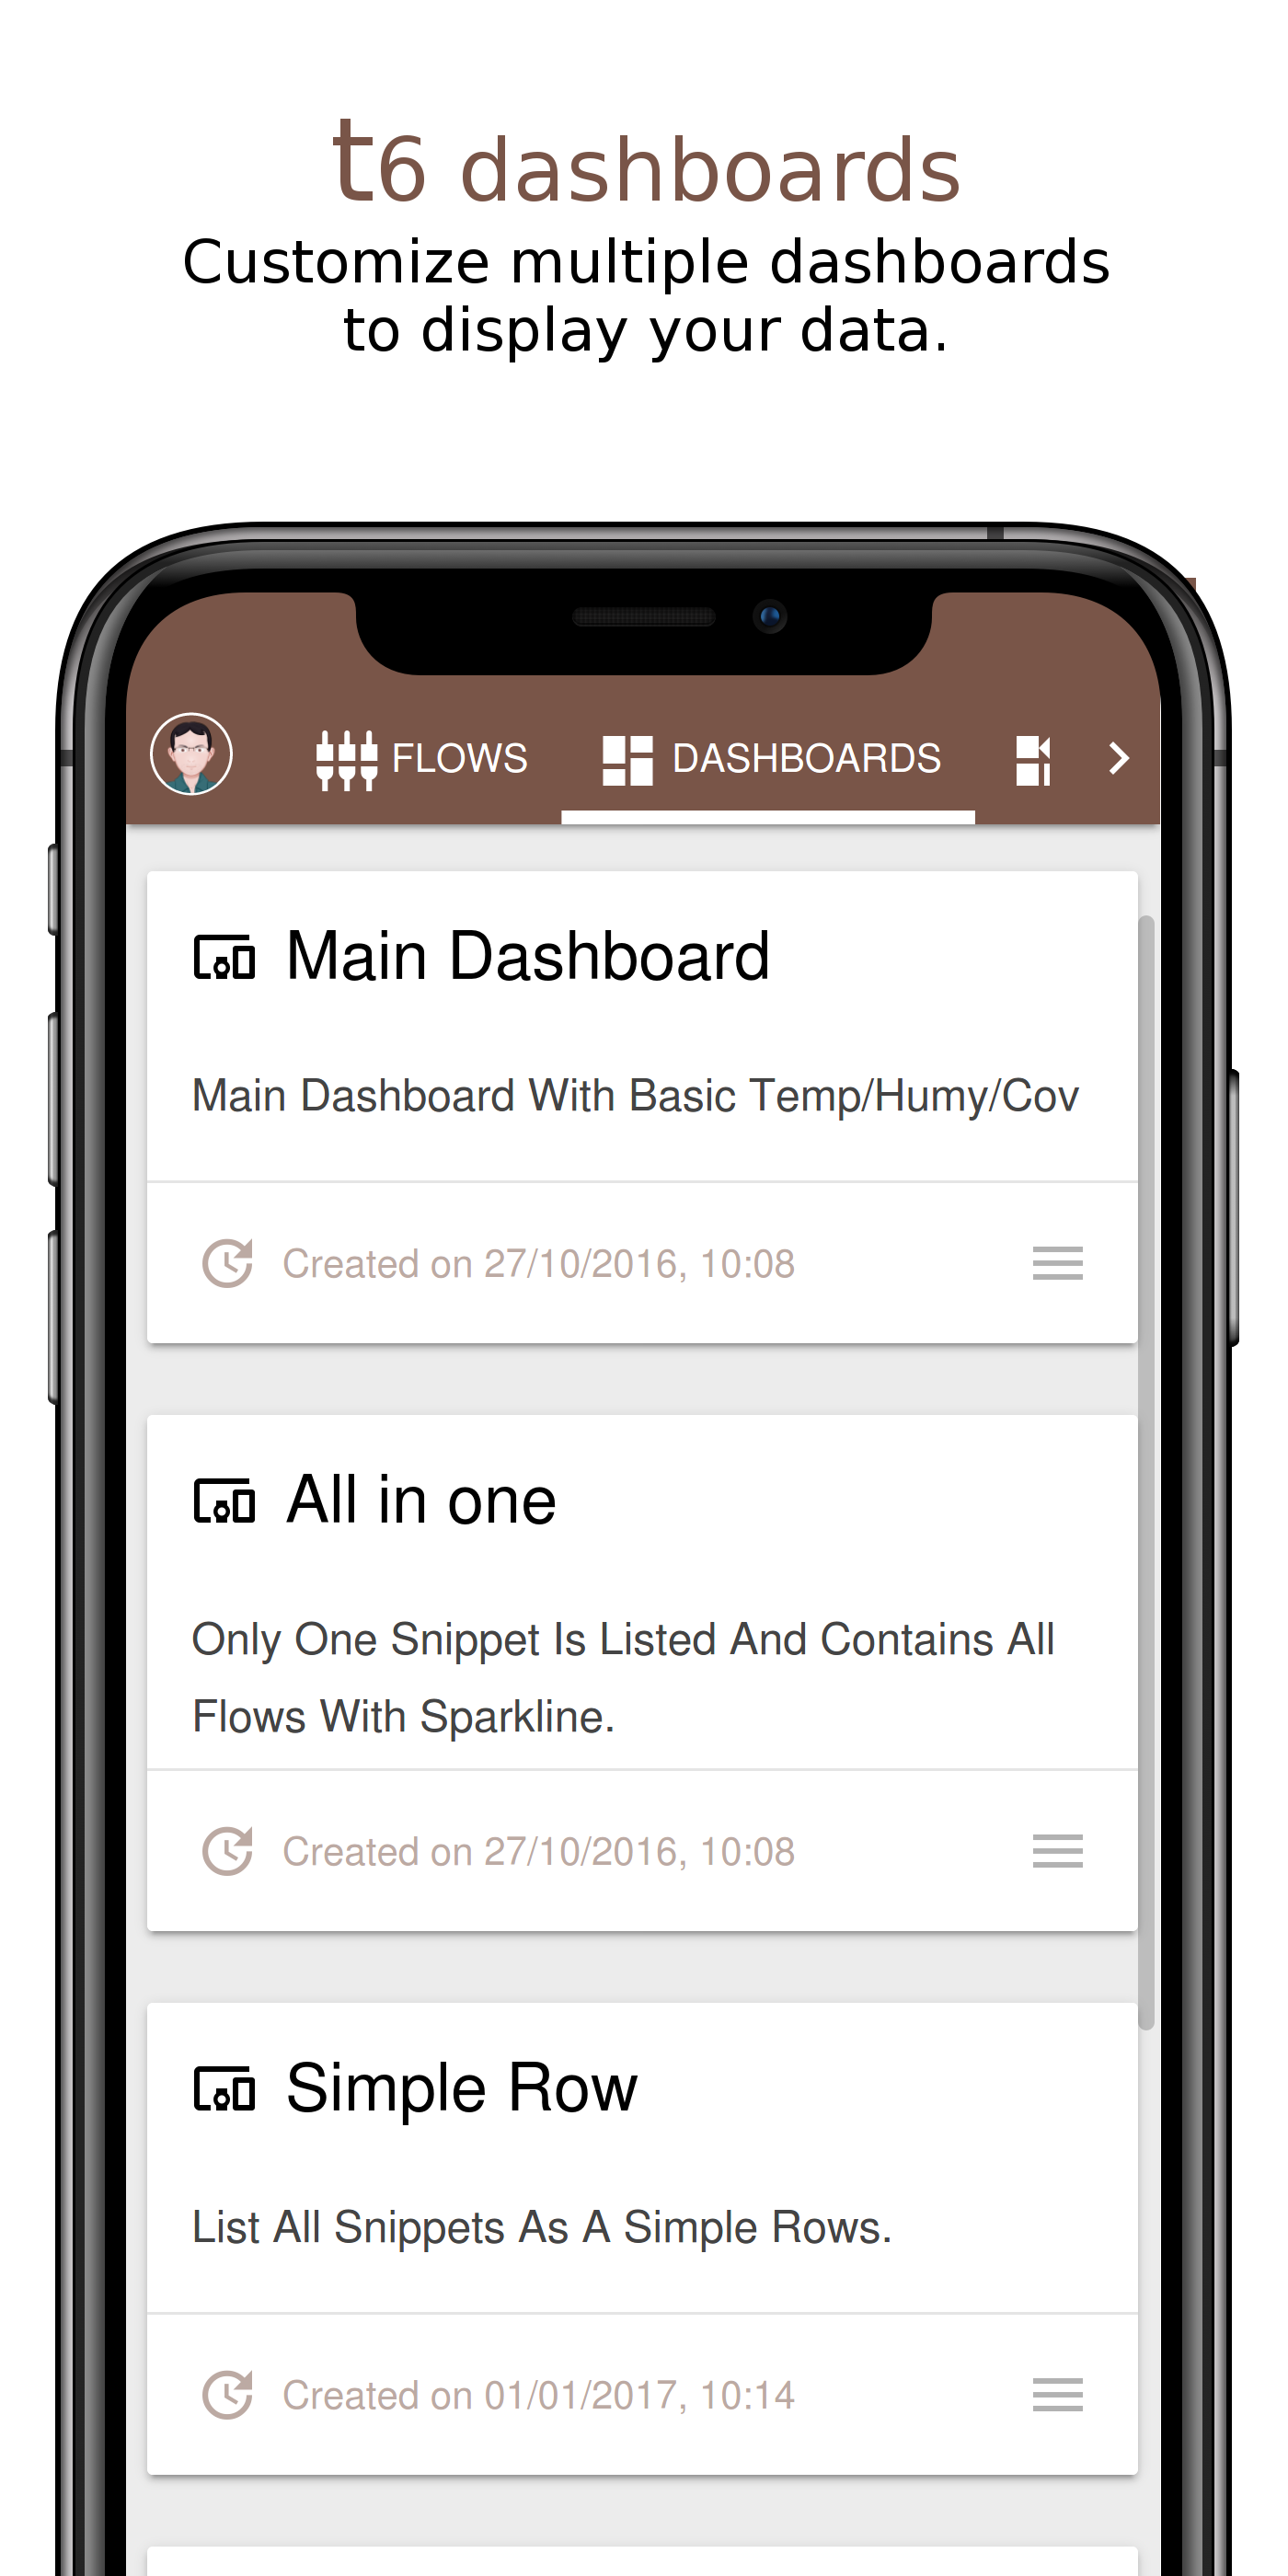 t6 dashboards
Customize multiple dashboards
to display your data.
FLOWS
DASHBOARDS
Main Dashboard
Main Dashboard With Basic Temp/Humy/Cov
Created on 27/10/2016, 10:08
All in one
Only One Snippet Is Listed And Contains All
Flows With Sparkline.
Created on 27/10/2016, 10:08
Simple Row
List All Snippets As A Simple Rows.
Created on 01/01/2017, 10:14